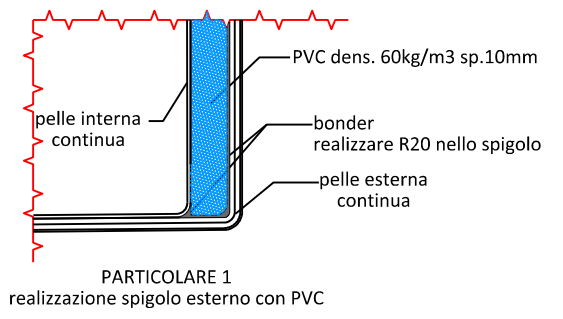 PVC dens. 60kg/m3 sp.10mm
pelle interna
continua
bonder
realizzare R20 nello spigolo
pelle esterna
continua
PARTICOLARE 1
realizzazione spigolo esterno con PVC